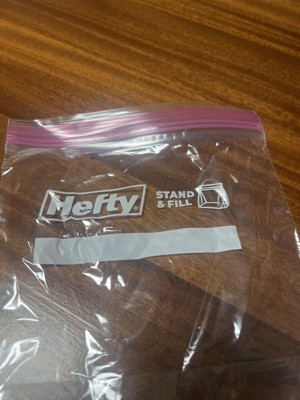 Hefty.
STAND
& FILL